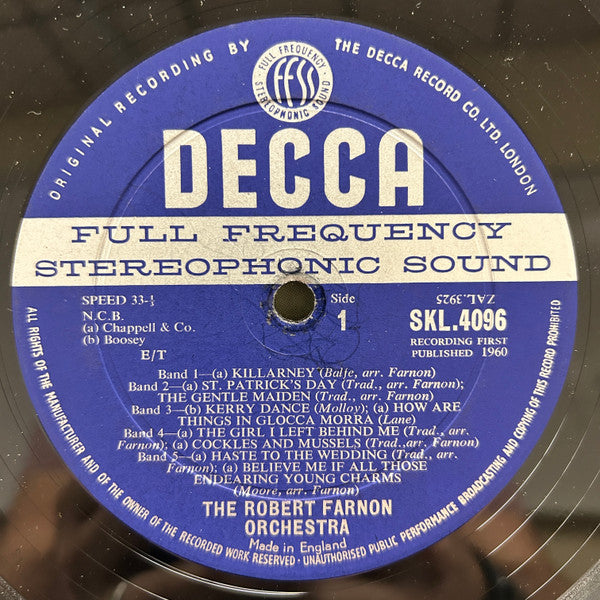 ORIGINAL RECORDING BY
FULL FREQUENCY
FFSS
STEREOPHONIC SOUND
THE DECCA RECORD CO. LTD. LONDON
DECCA
FULL FREQUENCY
STEREOPHONIC SOUND
SPEED 33-⅓
N.C.B.
(a) Chappell & Co.
(b) Boosey
E/T
Side
1
ZAL.3925
SKL.4096
RECORDING FIRST
PUBLISHED 1960
Band 1—(a) KILLARNEY (Balfe, arr. Farnon)
Band 2—(a) ST. PATRICK'S DAY (Trad., arr. Farnon);
THE GENTLE MAIDEN (Trad., arr. Farnon)
Band 3—(b) KERRY DANCE (Molloy); (a) HOW ARE
THINGS IN GLOCCA MORRA (Lane)
Band 4—(a) THE GIRL I LEFT BEHIND ME (Trad., arr.
Farnon); (a) COCKLES AND MUSSELS (Trad., arr. Farnon)
Band 5—(a) HASTE TO THE WEDDING (Trad., arr.
Farnon); (a) BELIEVE ME IF ALL THOSE
ENDEARING YOUNG CHARMS
(Moore, arr. Farnon)
THE ROBERT FARNON
ORCHESTRA
Made in England
ALL RIGHTS OF THE MANUFACTURER AND OF THE OWNER OF THE RECORDED WORK RESERVED · UNAUTHORISED PUBLIC PERFORMANCE BROADCASTING AND COPYING OF THIS RECORD PROHIBITED